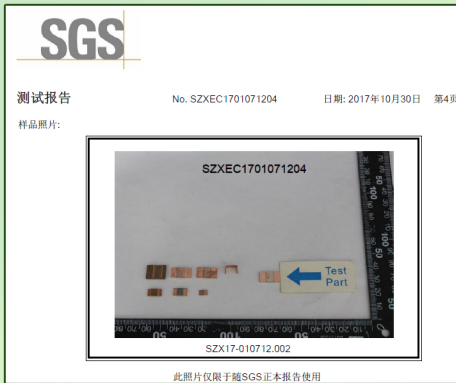 SGS
测试报告 No. SZXEC1701071204 日期: 2017年10月30日 第4页
样品照片:
SZXEC1701071204
Test
Part
SZX17-010712.002
此照片仅限于随SGS正本报告使用